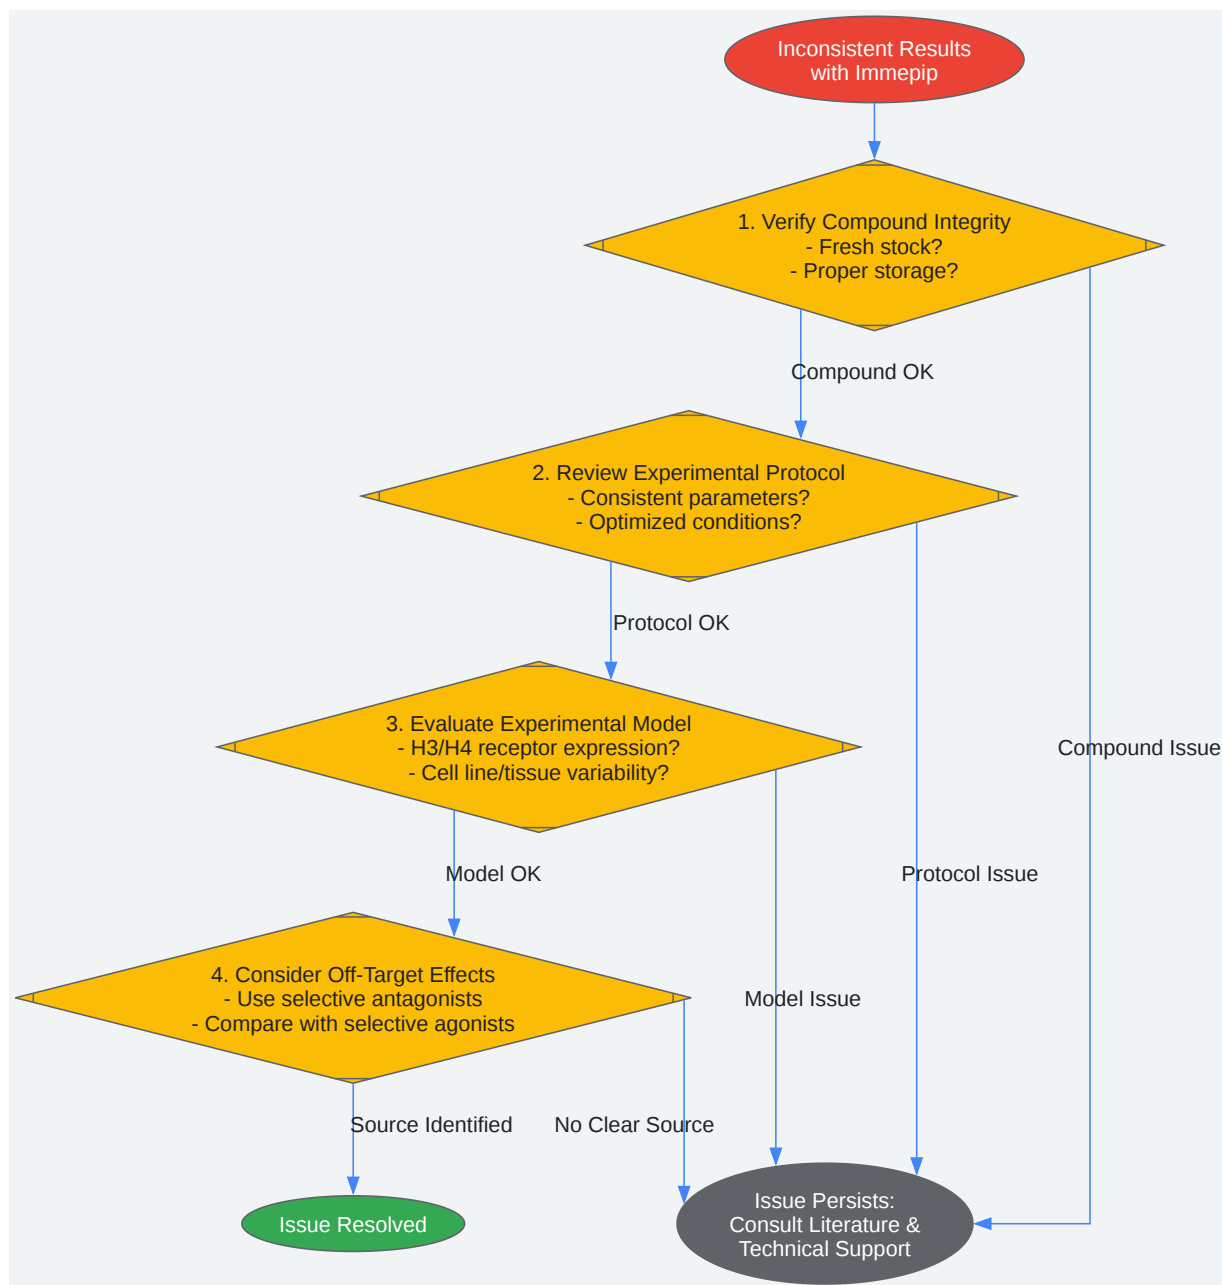 Inconsistent Results
with Immepip
1. Verify Compound Integrity
- Fresh stock?
- Proper storage?
Compound OK
2. Review Experimental Protocol
- Consistent parameters?
- Optimized conditions?
Protocol OK
3. Evaluate Experimental Model
- H3/H4 receptor expression?
- Cell line/tissue variability?
Compound Issue
Model OK
Protocol Issue
4. Consider Off-Target Effects
- Use selective antagonists
- Compare with selective agonists
Model Issue
Source Identified
No Clear Source
Issue Resolved
Issue Persists:
Consult Literature &
Technical Support